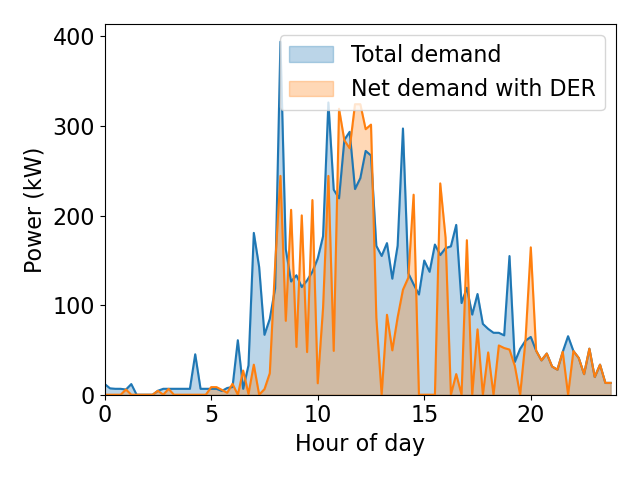 400
300
200
100
0
Power (kW)
Total demand
Net demand with DER
0 5 10 15 20
Hour of day